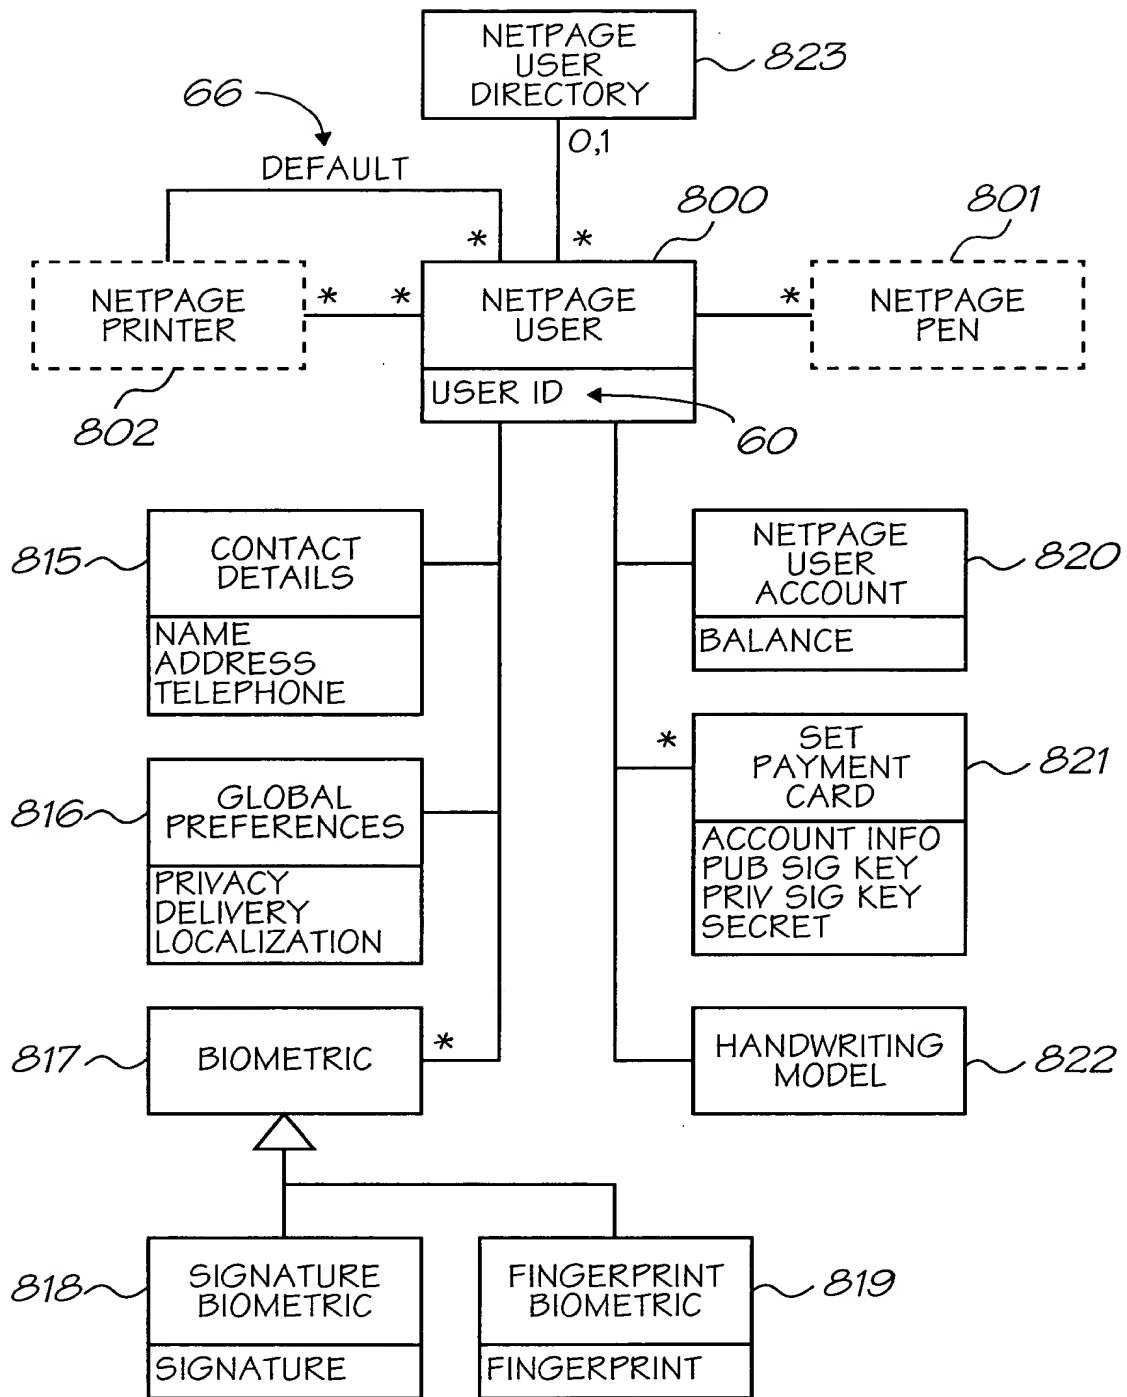 NETPAGE
USER
DIRECTORY
823
66
0,1
DEFAULT
800
801
*
*
NETPAGE
PRINTER
*
*
NETPAGE
USER
*
NETPAGE
PEN
USER ID
802
60
815
CONTACT
DETAILS
NETPAGE
USER
ACCOUNT
820
NAME
ADDRESS
TELEPHONE
BALANCE
*
SET
PAYMENT
CARD
821
816
GLOBAL
PREFERENCES
ACCOUNT INFO
PUB SIG KEY
PRIV SIG KEY
SECRET
PRIVACY
DELIVERY
LOCALIZATION
817
BIOMETRIC
*
HANDWRITING
MODEL
822
818
SIGNATURE
BIOMETRIC
FINGERPRINT
BIOMETRIC
819
SIGNATURE
FINGERPRINT